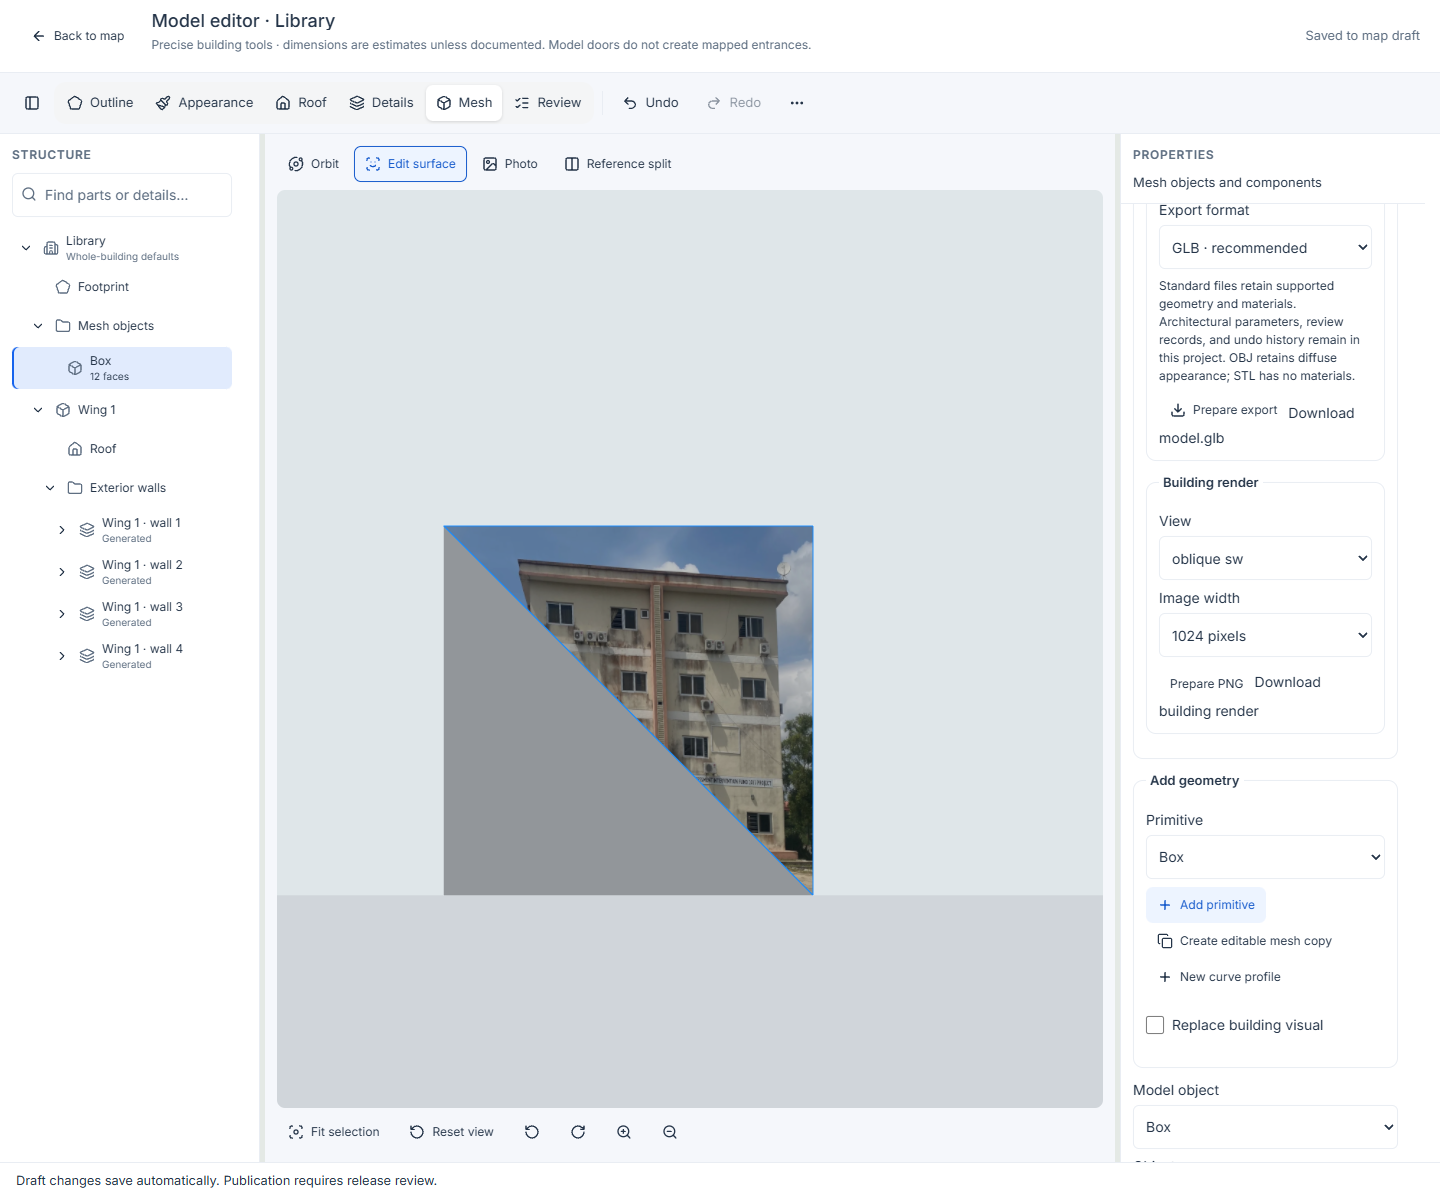 Model editor · Library
Back to map
Precise building tools · dimensions are estimates unless documented. Model doors do not create mapped entrances.
Saved to map draft
Outline
Appearance
Roof
Details
Mesh
Review
Undo
Redo
STRUCTURE
Find parts or details...
Library
Whole-building defaults
Footprint
Mesh objects
Box
12 faces
Wing 1
Roof
Exterior walls
Wing 1 · wall 1
Generated
Wing 1 · wall 2
Generated
Wing 1 · wall 3
Generated
Wing 1 · wall 4
Generated
Orbit
Edit surface
Photo
Reference split
Fit selection
Reset view
PROPERTIES
Mesh objects and components
Export format
GLB · recommended
Standard files retain supported
geometry and materials.
Architectural parameters, review
records, and undo history remain in
this project. OBJ retains diffuse
appearance; STL has no materials.
Prepare export Download
model.glb
Building render
View
oblique sw
Image width
1024 pixels
Prepare PNG Download
building render
Add geometry
Primitive
Box
Add primitive
Create editable mesh copy
New curve profile
Replace building visual
Model object
Box
Draft changes save automatically. Publication requires release review.